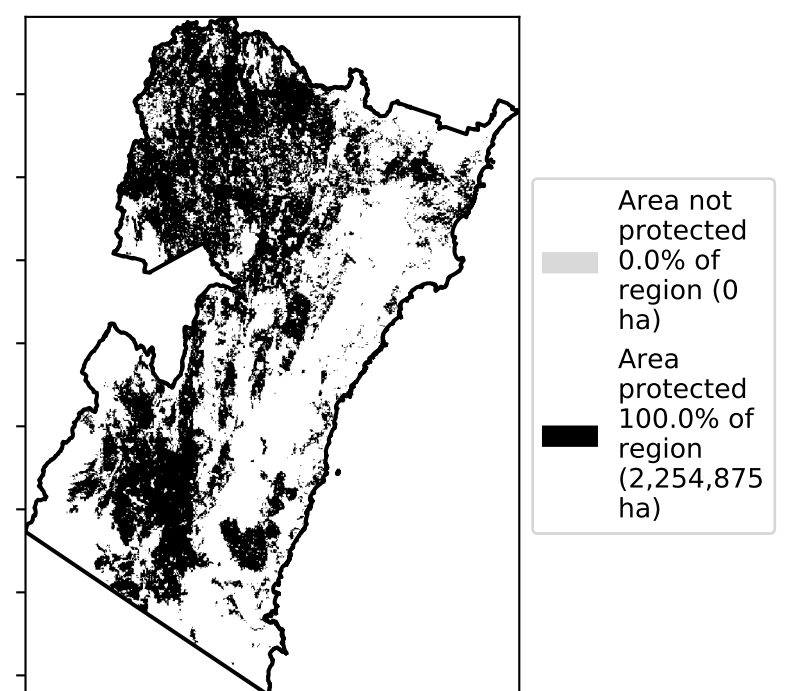 Area not
protected
0.0% of
region (0
ha)
Area
protected
100.0% of
region
(2,254,875
ha)